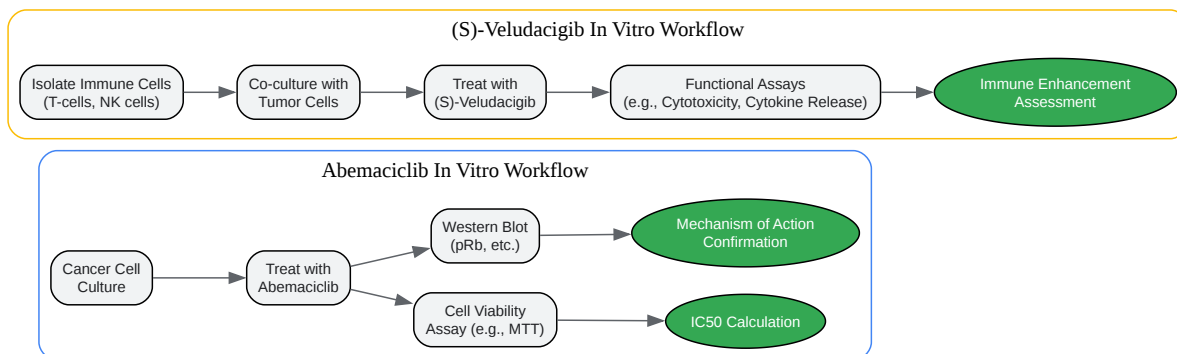 (S)-Veludacigib In Vitro Workflow
Isolate Immune Cells
(T-cells, NK cells)
Co-culture with
Tumor Cells
Treat with
(S)-Veludacigib
Functional Assays
(e.g., Cytotoxicity, Cytokine Release)
Immune Enhancement
Assessment
Abemaciclib In Vitro Workflow
Cancer Cell
Culture
Treat with
Abemaciclib
Western Blot
(pRb, etc.)
Mechanism of Action
Confirmation
Cell Viability
Assay (e.g., MTT)
IC50 Calculation